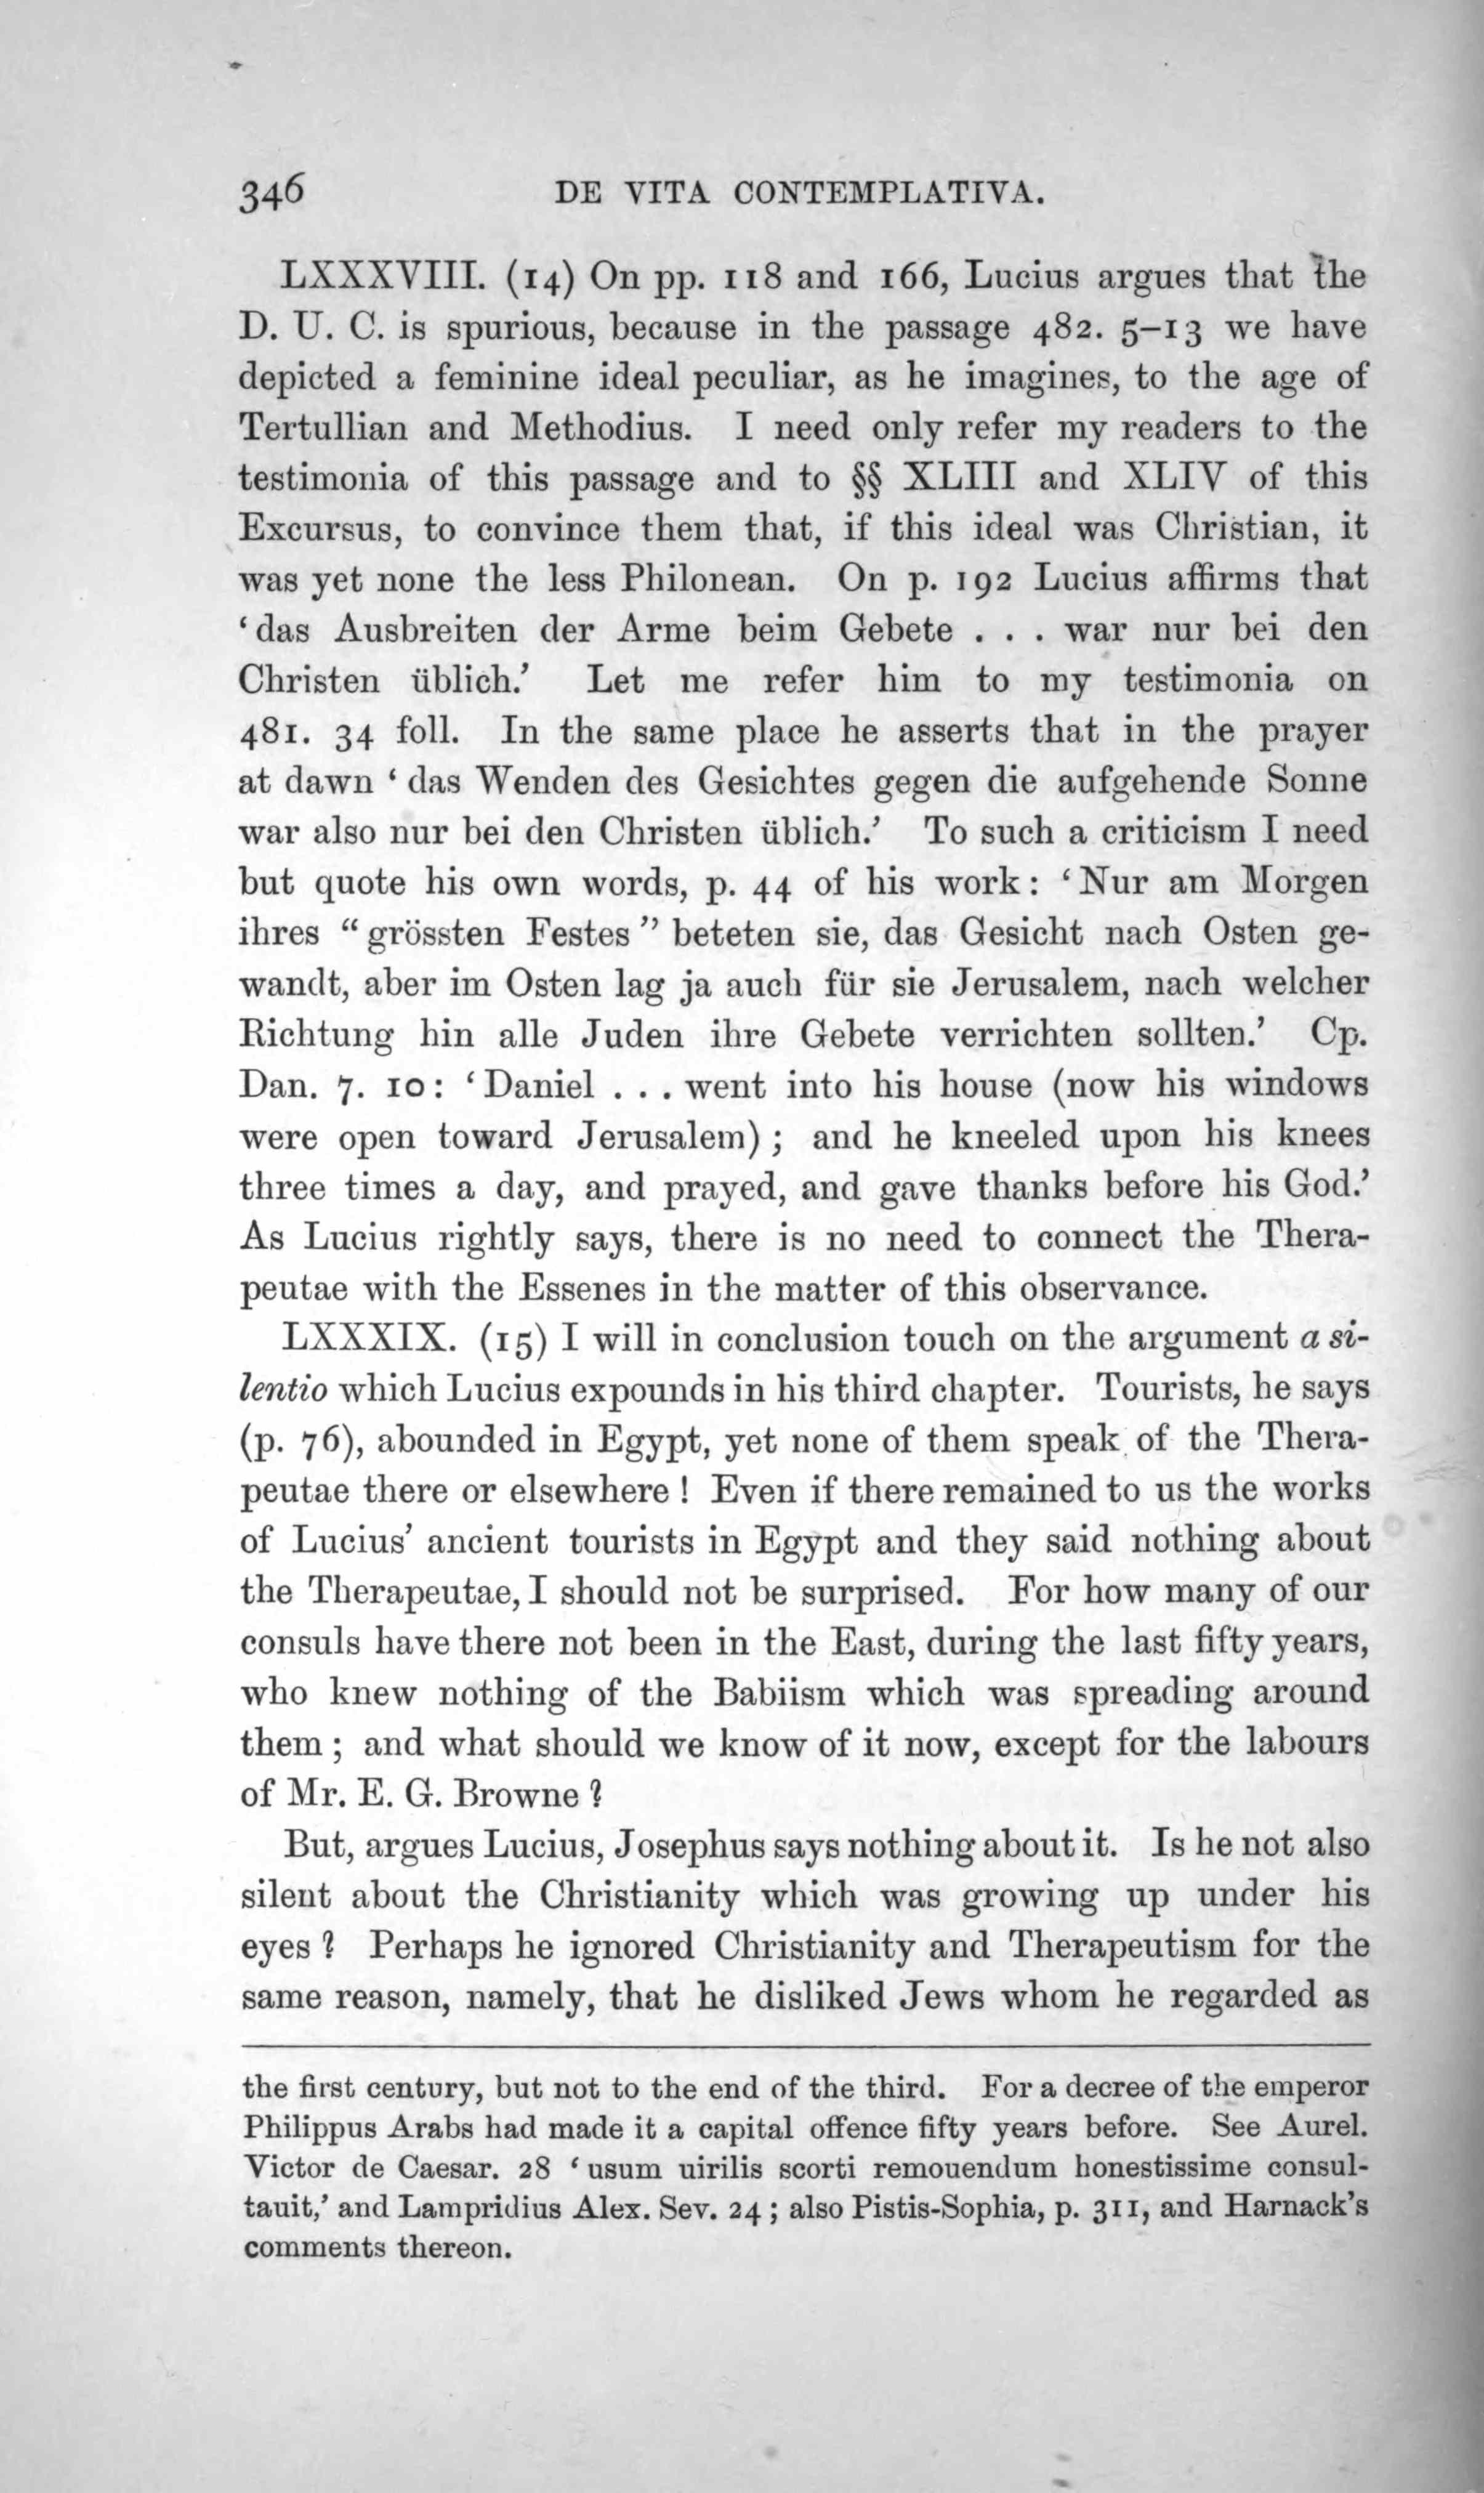 346 DE VITA CONTEMPLATIVA.
LXXXVIII. (14) On pp. 118 and 166, Lucius argues that the
D. U. C. is spurious, because in the passage 482. 5–13 we have
depicted a feminine ideal peculiar, as he imagines, to the age of
Tertullian and Methodius. I need only refer my readers to the
testimonia of this passage and to §§ XLIII and XLIV of this
Excursus, to convince them that, if this ideal was Christian, it
was yet none the less Philonean. On p. 192 Lucius affirms that
‘das Ausbreiten der Arme beim Gebete . . . war nur bei den
Christen üblich.’ Let me refer him to my testimonia on
481. 34 foll. In the same place he asserts that in the prayer
at dawn ‘das Wenden des Gesichtes gegen die aufgehende Sonne
war also nur bei den Christen üblich.’ To such a criticism I need
but quote his own words, p. 44 of his work: ‘Nur am Morgen
ihres “grössten Festes” beteten sie, das Gesicht nach Osten ge-
wandt, aber im Osten lag ja auch für sie Jerusalem, nach welcher
Richtung hin alle Juden ihre Gebete verrichten sollten.’ Cp.
Dan. 7. 10: ‘Daniel . . . went into his house (now his windows
were open toward Jerusalem); and he kneeled upon his knees
three times a day, and prayed, and gave thanks before his God.’
As Lucius rightly says, there is no need to connect the Thera-
peutae with the Essenes in the matter of this observance.
LXXXIX. (15) I will in conclusion touch on the argument a si-
lentio which Lucius expounds in his third chapter. Tourists, he says
(p. 76), abounded in Egypt, yet none of them speak of the Thera-
peutae there or elsewhere! Even if there remained to us the works
of Lucius’ ancient tourists in Egypt and they said nothing about
the Therapeutae, I should not be surprised. For how many of our
consuls have there not been in the East, during the last fifty years,
who knew nothing of the Babiism which was spreading around
them; and what should we know of it now, except for the labours
of Mr. E. G. Browne?
But, argues Lucius, Josephus says nothing about it. Is he not also
silent about the Christianity which was growing up under his
eyes? Perhaps he ignored Christianity and Therapeutism for the
same reason, namely, that he disliked Jews whom he regarded as
the first century, but not to the end of the third. For a decree of the emperor
Philippus Arabs had made it a capital offence fifty years before. See Aurel.
Victor de Caesar. 28 ‘usum uirilis scorti remouendum honestissime consul-
tauit,’ and Lampridius Alex. Sev. 24; also Pistis-Sophia, p. 311, and Harnack’s
comments thereon.